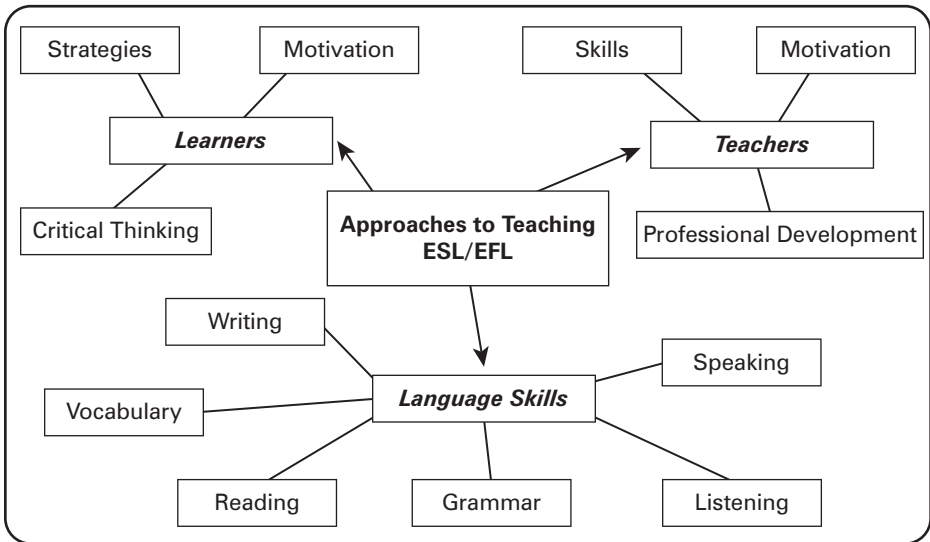 Strategies
Motivation
Skills
Motivation
Learners
Teachers
Critical Thinking
Approaches to Teaching
ESL/EFL
Professional Development
Writing
Speaking
Language Skills
Vocabulary
Reading
Grammar
Listening